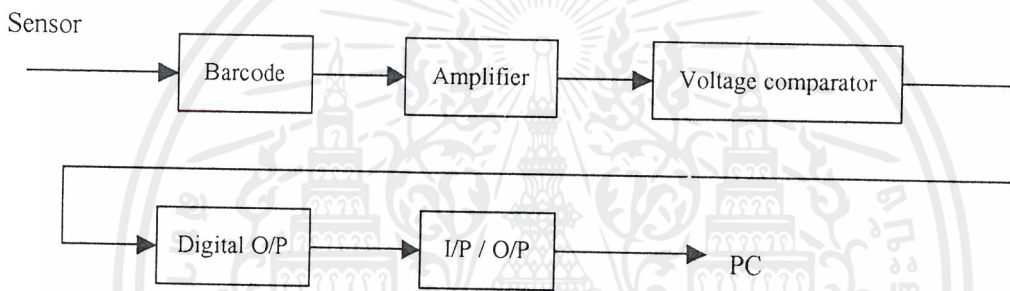 Sensor
Barcode
Amplifier
Voltage comparator
Digital O/P
I/P / O/P
PC